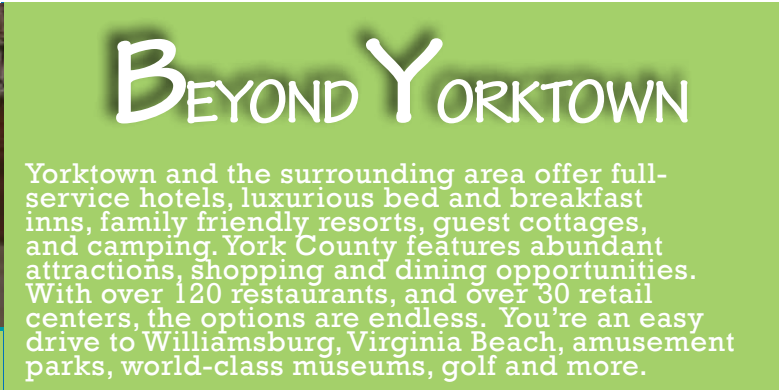 BEYOND YORKTOWN
Yorktown and the surrounding area offer full-
service hotels, luxurious bed and breakfast
inns, family friendly resorts, guest cottages,
and camping. York County features abundant
attractions, shopping and dining opportunities.
With over 120 restaurants, and over 30 retail
centers, the options are endless.  You're an easy
drive to Williamsburg, Virginia Beach, amusement
parks, world-class museums, golf and more.